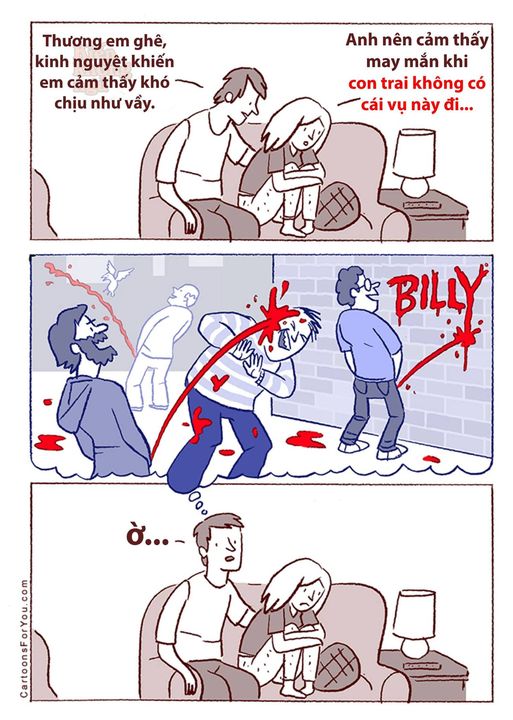 Thương em ghê,
kinh nguyệt khiến
em cảm thấy khó
chịu như vầy.
Anh nên cảm thấy
may mắn khi
con trai không có
cái vụ này đi...
BILLY
Ờ...
CartoonsForYou.com